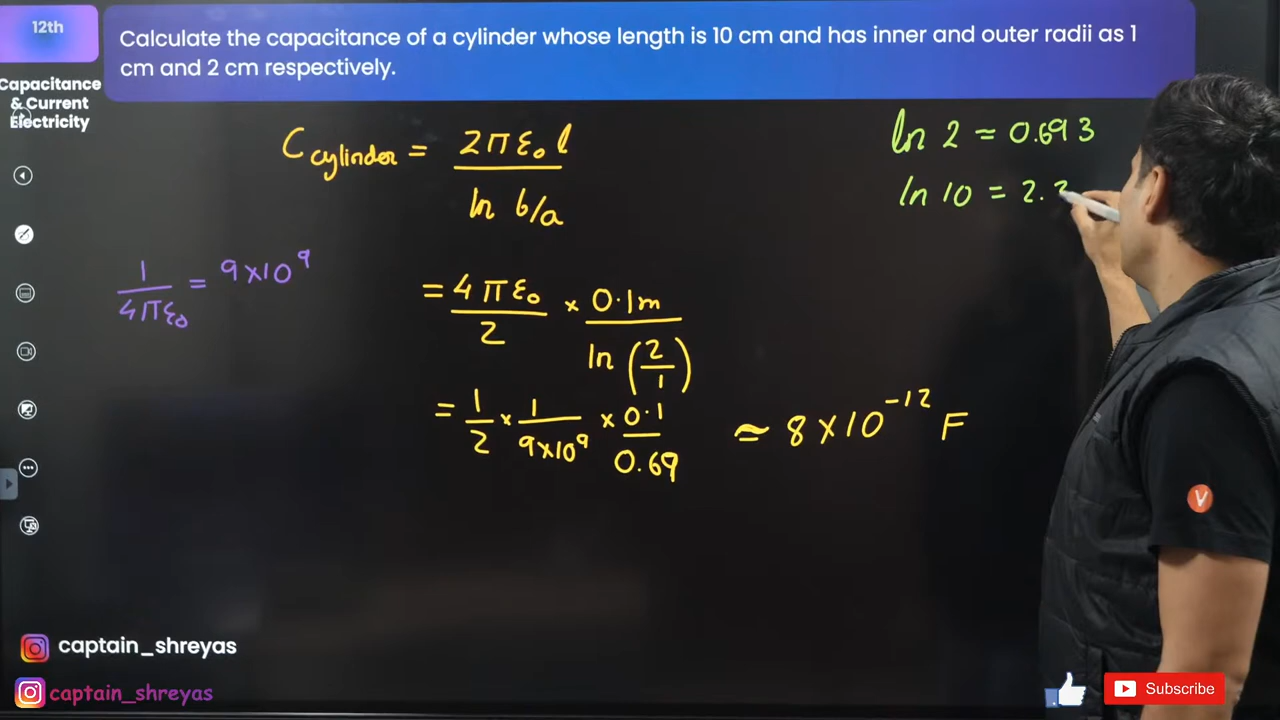 12th
Calculate the capacitance of a cylinder whose length is 10 cm and has inner and outer radii as 1
cm and 2 cm respectively.
Capacitance
& Current
Electricity
C cylinder = 2πε₀ l / ln b/a
ln 2 = 0.693
ln 10 = 2.3
1 / 4πε₀ = 9×10⁹
= 4πε₀ / 2 × 0.1m / ln (2/1)
= 1/2 × 1 / 9×10⁹ × 0.1 / 0.69 ≈ 8×10⁻¹² F
V
captain_shreyas
captain_shreyas
Subscribe